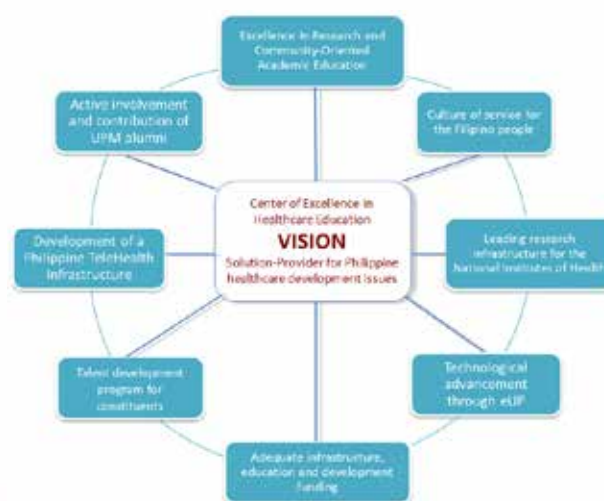 Excellence in Research and
Community-Oriented
Academic Education
Active involvement
and contribution of
UPM alumni
Culture of service for
the Filipino people
Center of Excellence in
Healthcare Education
VISION
Solution-Provider for Philippine
healthcare development issues
Development of a
Philippine TeleHealth
Infrastructure
Leading research
infrastructure for the
National Institutes of Health
Talent development
program for
constituents
Technological
advancement
through eUP
Adequate infrastructure,
education and development
funding